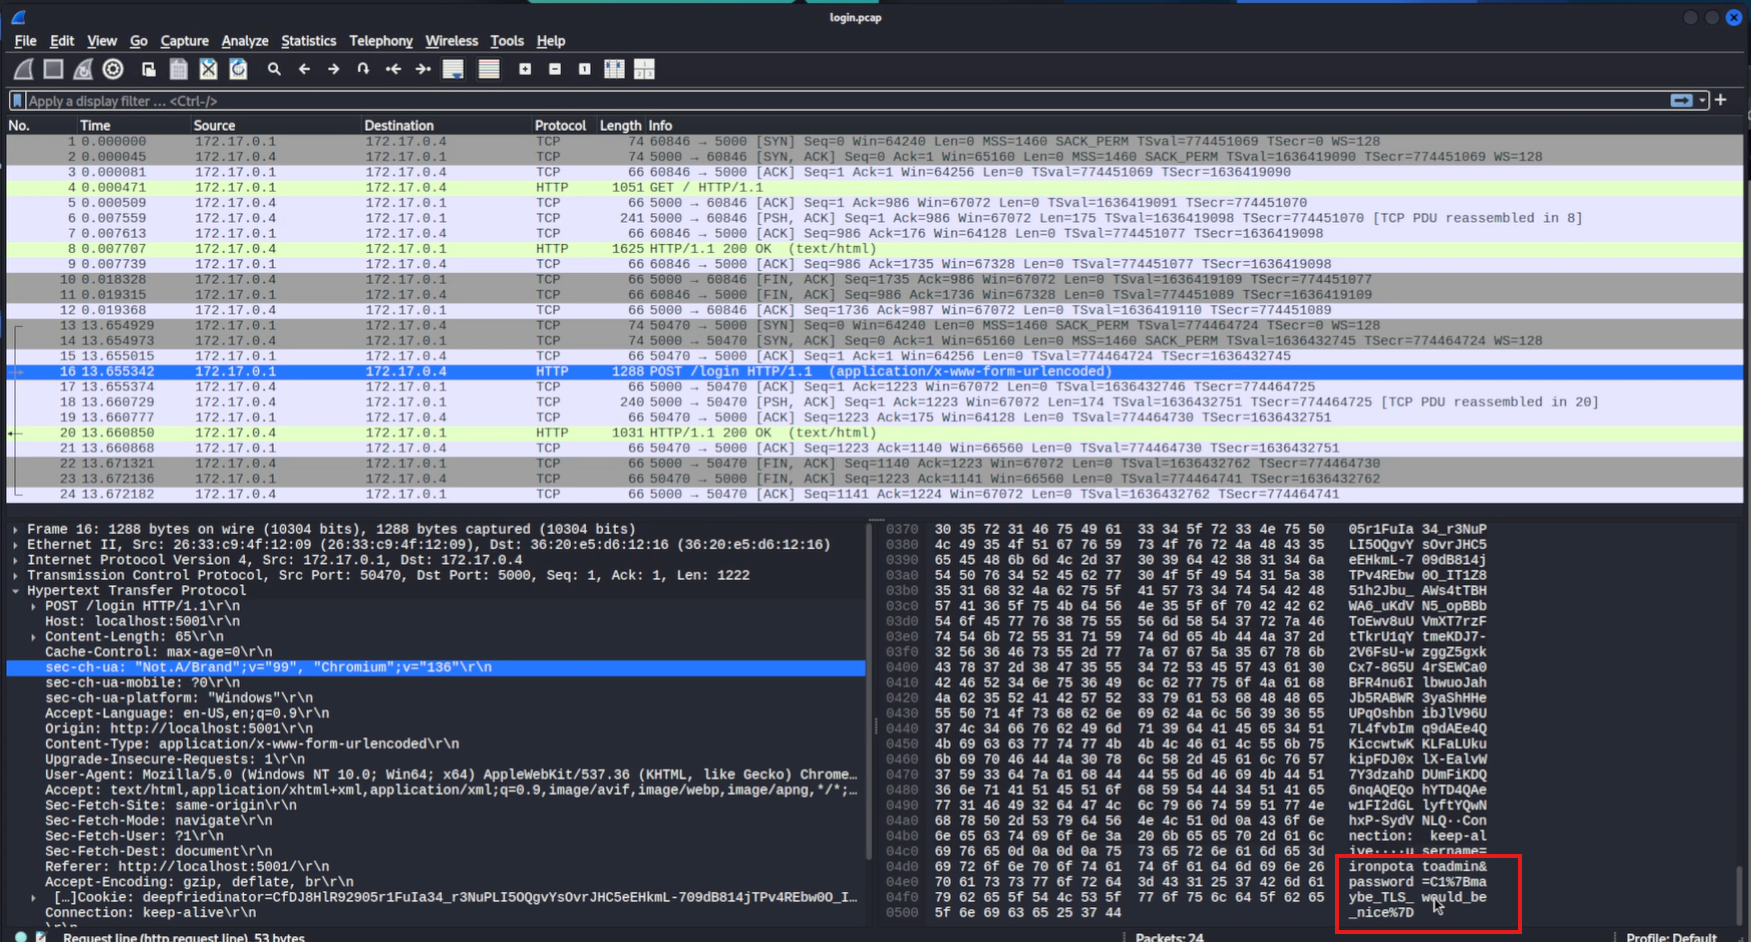 login.pcap
File Edit View Go Capture Analyze Statistics Telephony Wireless Tools Help
Apply a display filter ... <Ctrl-/>
No. Time Source Destination Protocol Length Info
1 0.000000 172.17.0.1 172.17.0.4 TCP 74 60846 → 5000 [SYN] Seq=0 Win=64240 Len=0 MSS=1460 SACK_PERM TSval=774451069 TSecr=0 WS=128
2 0.000045 172.17.0.4 172.17.0.1 TCP 74 5000 → 60846 [SYN, ACK] Seq=0 Ack=1 Win=65160 Len=0 MSS=1460 SACK_PERM TSval=1636419090 TSecr=774451069 WS=128
3 0.000081 172.17.0.1 172.17.0.4 TCP 66 60846 → 5000 [ACK] Seq=1 Ack=1 Win=64256 Len=0 TSval=774451069 TSecr=1636419090
4 0.000471 172.17.0.1 172.17.0.4 HTTP 1051 GET / HTTP/1.1
5 0.000509 172.17.0.4 172.17.0.1 TCP 66 5000 → 60846 [ACK] Seq=1 Ack=986 Win=67072 Len=0 TSval=1636419091 TSecr=774451070
6 0.007559 172.17.0.4 172.17.0.1 TCP 241 5000 → 60846 [PSH, ACK] Seq=1 Ack=986 Win=67072 Len=175 TSval=1636419098 TSecr=774451070 [TCP PDU reassembled in 8]
7 0.007613 172.17.0.1 172.17.0.4 TCP 66 60846 → 5000 [ACK] Seq=986 Ack=176 Win=64128 Len=0 TSval=774451077 TSecr=1636419098
8 0.007707 172.17.0.4 172.17.0.1 HTTP 1625 HTTP/1.1 200 OK (text/html)
9 0.007739 172.17.0.1 172.17.0.4 TCP 66 60846 → 5000 [ACK] Seq=986 Ack=1735 Win=67328 Len=0 TSval=774451077 TSecr=1636419098
10 0.018328 172.17.0.4 172.17.0.1 TCP 66 5000 → 60846 [FIN, ACK] Seq=1735 Ack=986 Win=67072 Len=0 TSval=1636419109 TSecr=774451077
11 0.019315 172.17.0.1 172.17.0.4 TCP 66 60846 → 5000 [FIN, ACK] Seq=986 Ack=1736 Win=67328 Len=0 TSval=774451089 TSecr=1636419109
12 0.019368 172.17.0.4 172.17.0.1 TCP 66 5000 → 60846 [ACK] Seq=1736 Ack=987 Win=67072 Len=0 TSval=1636419110 TSecr=774451089
13 13.654929 172.17.0.1 172.17.0.4 TCP 74 50470 → 5000 [SYN] Seq=0 Win=64240 Len=0 MSS=1460 SACK_PERM TSval=774464724 TSecr=0 WS=128
14 13.654973 172.17.0.4 172.17.0.1 TCP 74 5000 → 50470 [SYN, ACK] Seq=0 Ack=1 Win=65160 Len=0 MSS=1460 SACK_PERM TSval=1636432745 TSecr=774464724 WS=128
15 13.655015 172.17.0.1 172.17.0.4 TCP 66 50470 → 5000 [ACK] Seq=1 Ack=1 Win=64256 Len=0 TSval=774464724 TSecr=1636432745
16 13.655342 172.17.0.1 172.17.0.4 HTTP 1288 POST /login HTTP/1.1 (application/x-www-form-urlencoded)
17 13.655374 172.17.0.4 172.17.0.1 TCP 66 5000 → 50470 [ACK] Seq=1 Ack=1223 Win=67072 Len=0 TSval=1636432746 TSecr=774464725
18 13.660729 172.17.0.4 172.17.0.1 TCP 240 5000 → 50470 [PSH, ACK] Seq=1 Ack=1223 Win=67072 Len=174 TSval=1636432751 TSecr=774464725 [TCP PDU reassembled in 20]
19 13.660777 172.17.0.1 172.17.0.4 TCP 66 50470 → 5000 [ACK] Seq=1223 Ack=175 Win=64128 Len=0 TSval=774464730 TSecr=1636432751
20 13.660850 172.17.0.4 172.17.0.1 HTTP 1031 HTTP/1.1 200 OK (text/html)
21 13.660868 172.17.0.1 172.17.0.4 TCP 66 50470 → 5000 [ACK] Seq=1223 Ack=1140 Win=66560 Len=0 TSval=774464730 TSecr=1636432751
22 13.671321 172.17.0.4 172.17.0.1 TCP 66 5000 → 50470 [FIN, ACK] Seq=1140 Ack=1223 Win=67072 Len=0 TSval=1636432762 TSecr=774464730
23 13.672136 172.17.0.1 172.17.0.4 TCP 66 50470 → 5000 [FIN, ACK] Seq=1223 Ack=1141 Win=66560 Len=0 TSval=774464741 TSecr=1636432762
24 13.672182 172.17.0.4 172.17.0.1 TCP 66 5000 → 50470 [ACK] Seq=1141 Ack=1224 Win=67072 Len=0 TSval=1636432762 TSecr=774464741
Frame 16: 1288 bytes on wire (10304 bits), 1288 bytes captured (10304 bits)
Ethernet II, Src: 26:33:c9:4f:12:09 (26:33:c9:4f:12:09), Dst: 36:20:e5:d6:12:16 (36:20:e5:d6:12:16)
Internet Protocol Version 4, Src: 172.17.0.1, Dst: 172.17.0.4
Transmission Control Protocol, Src Port: 50470, Dst Port: 5000, Seq: 1, Ack: 1, Len: 1222
Hypertext Transfer Protocol
POST /login HTTP/1.1\r\n
Host: localhost:5001\r\n
Content-Length: 65\r\n
Cache-Control: max-age=0\r\n
sec-ch-ua: "Not.A/Brand";v="99", "Chromium";v="136"\r\n
sec-ch-ua-mobile: ?0\r\n
sec-ch-ua-platform: "Windows"\r\n
Accept-Language: en-US,en;q=0.9\r\n
Origin: http://localhost:5001\r\n
Content-Type: application/x-www-form-urlencoded\r\n
Upgrade-Insecure-Requests: 1\r\n
User-Agent: Mozilla/5.0 (Windows NT 10.0; Win64; x64) AppleWebKit/537.36 (KHTML, like Gecko) Chrome…
Accept: text/html,application/xhtml+xml,application/xml;q=0.9,image/avif,image/webp,image/apng,*/*;…
Sec-Fetch-Site: same-origin\r\n
Sec-Fetch-Mode: navigate\r\n
Sec-Fetch-User: ?1\r\n
Sec-Fetch-Dest: document\r\n
Referer: http://localhost:5001/\r\n
Accept-Encoding: gzip, deflate, br\r\n
[…]Cookie: deepfriedinator=CfDJ8HlR92905r1FuIa34_r3NuPLI5OQgvYsOvrJHC5eEHkmL-709dB814jTPv4REbw0O_I…
Connection: keep-alive\r\n
\r\n
0370 30 35 72 31 46 75 49 61 33 34 5f 72 33 4e 75 50 05r1FuIa 34_r3NuP
0380 4c 49 35 4f 51 67 76 59 73 4f 76 72 4a 48 43 35 LI5OQgvY sOvrJHC5
0390 65 45 48 6b 6d 4c 2d 37 30 39 64 42 38 31 34 6a eEHkmL-7 09dB814j
03a0 54 50 76 34 52 45 62 77 30 4f 5f 49 54 31 5a 38 TPv4REbw 0O_IT1Z8
03b0 35 31 68 32 4a 62 75 5f 41 57 73 34 74 54 42 48 51h2Jbu_ AWs4tTBH
03c0 57 41 36 5f 75 4b 64 56 4e 35 5f 6f 70 42 42 62 WA6_uKdV N5_opBBb
03d0 54 6f 45 77 76 38 75 55 56 6d 58 54 37 72 7a 46 ToEwv8uU VmXT7rzF
03e0 74 54 6b 72 55 31 71 59 74 6d 65 4b 44 4a 37 2d tTkrU1qY tmeKDJ7-
03f0 32 56 36 46 73 55 2d 77 7a 67 67 5a 35 67 78 6b 2V6FsU-w zggZ5gxk
0400 43 78 37 2d 38 47 35 55 34 72 53 45 57 43 61 30 Cx7-8G5U 4rSEWCa0
0410 42 46 52 34 6e 75 36 49 6c 62 77 75 6f 4a 61 68 BFR4nu6I lbwuoJah
0420 4a 62 35 52 41 42 57 52 33 79 61 53 68 48 48 65 Jb5RABWR 3yaShHHe
0430 55 50 71 4f 73 68 62 6e 69 62 4a 6c 56 39 36 55 UPqOshbn ibJlV96U
0440 37 4c 34 66 76 62 49 6d 71 39 64 41 45 65 34 51 7L4fvbIm q9dAEe4Q
0450 4b 69 63 63 77 74 77 4b 4b 4c 46 61 4c 55 6b 75 KiccwtwK KLFaLUku
0460 6b 69 70 46 44 4a 30 78 6c 58 2d 45 61 6c 76 57 kipFDJ0x lX-EalvW
0470 37 59 33 64 7a 61 68 44 44 55 6d 46 69 4b 44 51 7Y3dzahD DUmFiKDQ
0480 36 6e 71 41 51 45 51 6f 68 59 54 44 34 51 41 65 6nqAQEQo hYTD4QAe
0490 77 31 46 49 32 64 47 4c 6c 79 66 74 59 51 77 4e w1FI2dGL lyftYQwN
04a0 68 78 50 2d 53 79 64 56 4e 4c 51 0d 0a 43 6f 6e hxP-SydV NLQ··Con
04b0 6e 65 63 74 69 6f 6e 3a 20 6b 65 65 70 2d 61 6c nection: keep-al
04c0 69 76 65 0d 0a 0d 0a 75 73 65 72 6e 61 6d 65 3d ive····u sername=
04d0 69 72 6f 6e 70 6f 74 61 74 6f 61 64 6d 69 6e 26 ironpota toadmin&
04e0 70 61 73 73 77 6f 72 64 3d 43 31 25 37 42 6d 61 password =C1%7Bma
04f0 79 62 65 5f 54 4c 53 5f 77 6f 75 6c 64 5f 62 65 ybe_TLS_ would_be
0500 5f 6e 69 63 65 25 37 44 _nice%7D
Request line (http.request.line), 53 bytes
Packets: 24
Profile: Default